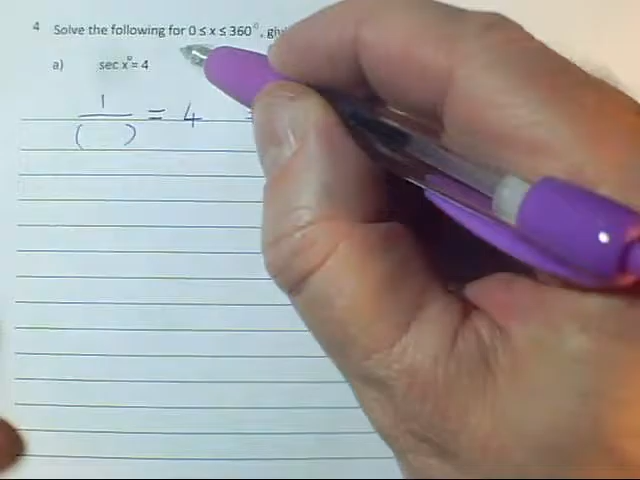 4 Solve the following for 0 ≤ x ≤ 360°,
a) sec x° = 4
1
( ) = 4